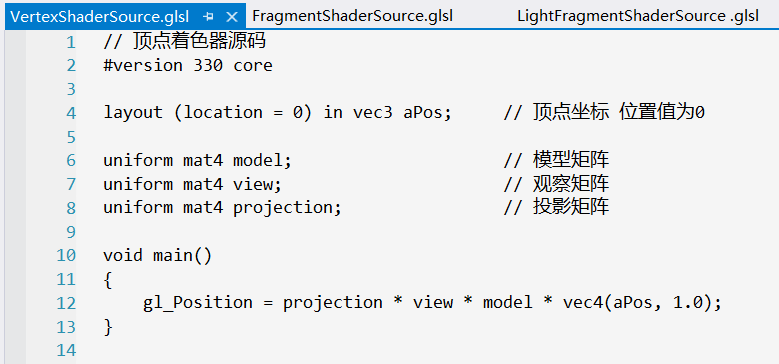 VertexShaderSource.glsl FragmentShaderSource.glsl LightFragmentShaderSource .glsl
1 // 顶点着色器源码
2 #version 330 core
3
4 layout (location = 0) in vec3 aPos; // 顶点坐标 位置值为0
5
6 uniform mat4 model; // 模型矩阵
7 uniform mat4 view; // 观察矩阵
8 uniform mat4 projection; // 投影矩阵
9
10 void main()
11 {
12 gl_Position = projection * view * model * vec4(aPos, 1.0);
13 }
14